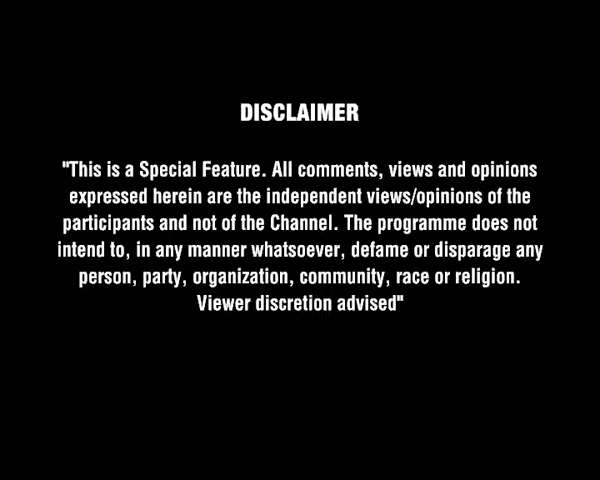 DISCLAIMER
"This is a Special Feature. All comments, views and opinions
expressed herein are the independent views/opinions of the
participants and not of the Channel. The programme does not
intend to, in any manner whatsoever, defame or disparage any
person, party, organization, community, race or religion.
Viewer discretion advised"